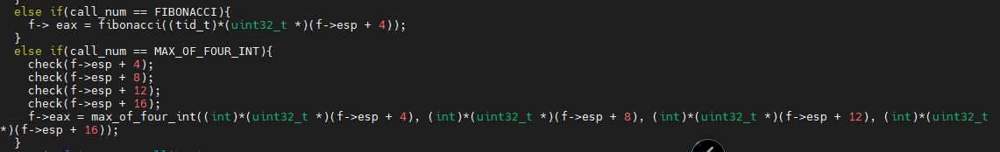 }
else if(call_num == FIBONACCI){
f-> eax = fibonacci((tid_t)*(uint32_t *)(f->esp + 4));
}
else if(call_num == MAX_OF_FOUR_INT){
check(f->esp + 4);
check(f->esp + 8);
check(f->esp + 12);
check(f->esp + 16);
f->eax = max_of_four_int((int)*(uint32_t *)(f->esp + 4), (int)*(uint32_t *)(f->esp + 8), (int)*(uint32_t *)(f->esp + 12), (int)*(uint32_t
*)(f->esp + 16));
}